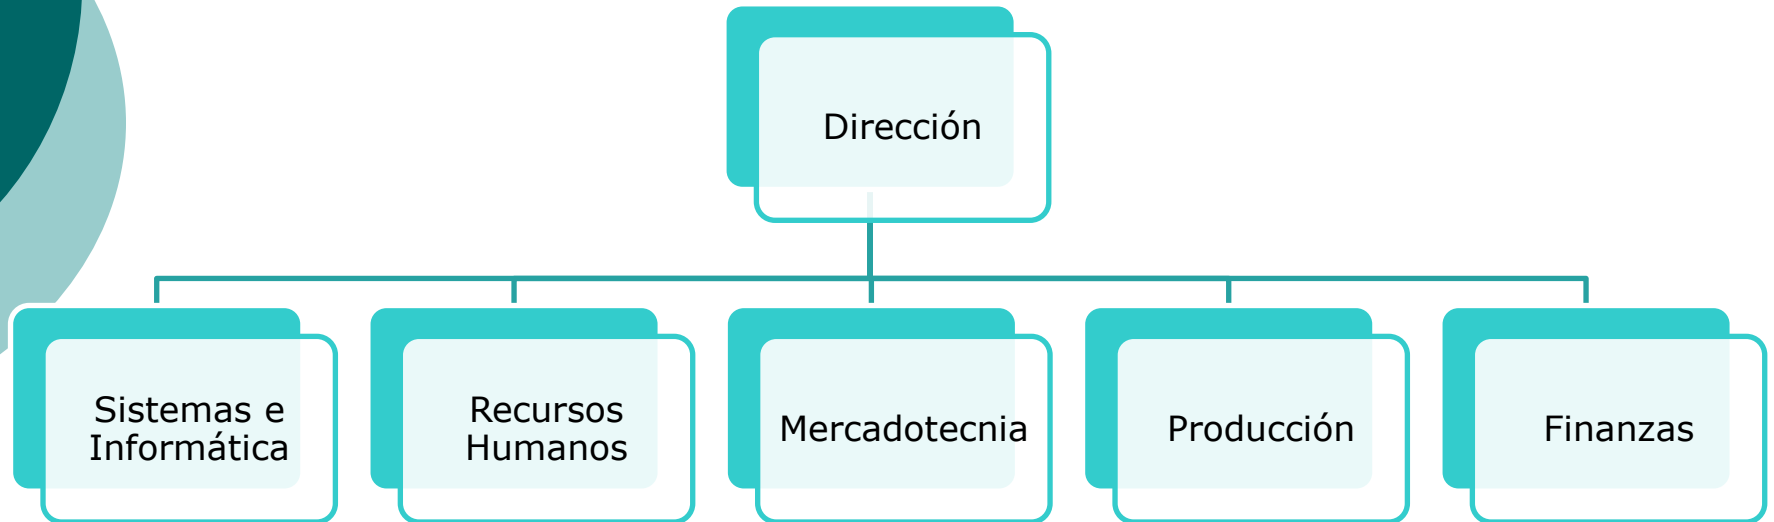 Dirección
Sistemas e
Informática
Recursos
Humanos
Mercadotecnia
Producción
Finanzas